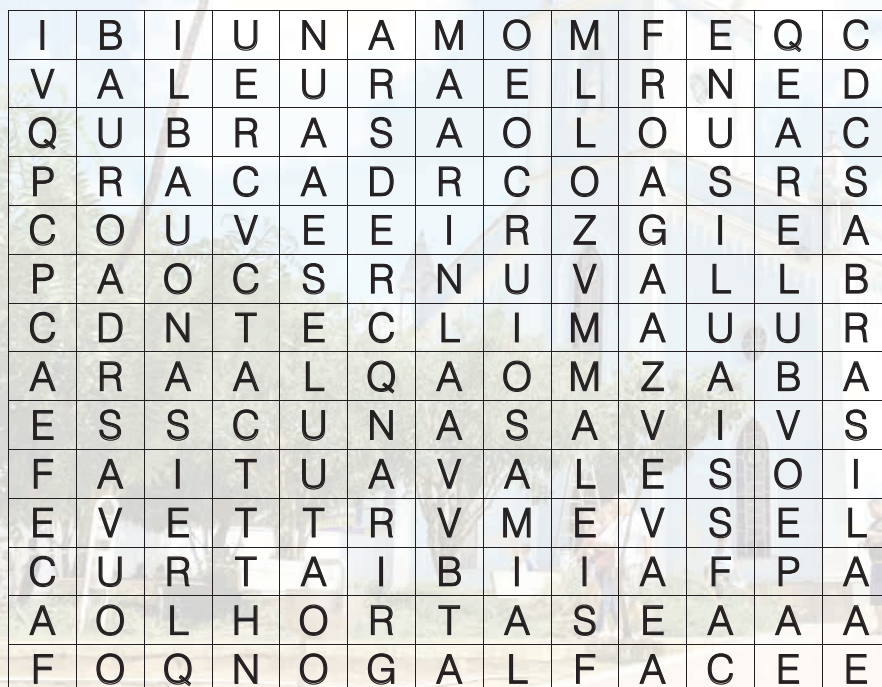 I B I U N A M O M F E Q C
V A L E U R A E L R N E D
Q U B R A S A O L O U A C
P R A C A D R C O A S R S
C O U V E E I R Z G I E A
P A O C S R N U V A L L B
C D N T E C L I M A U U R
A R A A L Q A O M Z A B A
E S S C U N A S A V I V S
F A I T U A V A L E S O I
E V E T T R V M E V S E L
C U R T A I B I I A F P A
A O L H O R T A S E A A A
F O Q N O G A L F A C E E